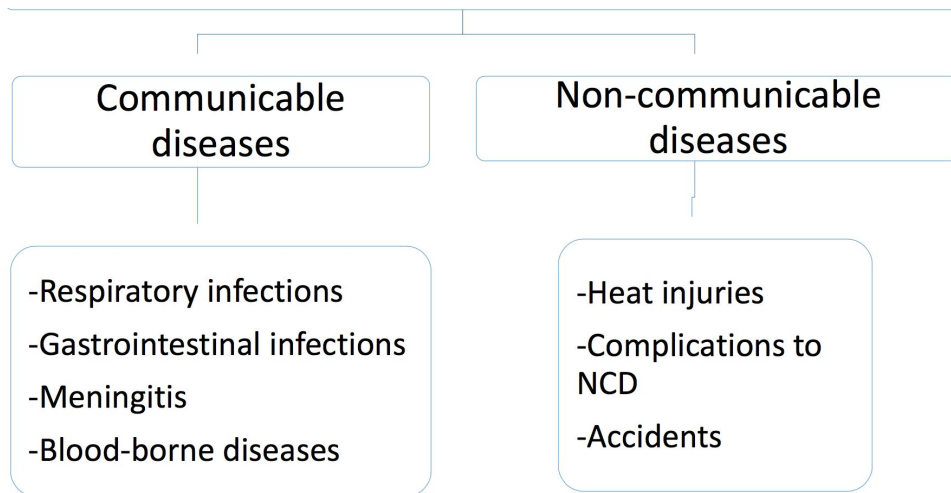 Communicable
diseases
Non-communicable
diseases
-Respiratory infections
-Gastrointestinal infections
-Meningitis
-Blood-borne diseases
-Heat injuries
-Complications to
NCD
-Accidents